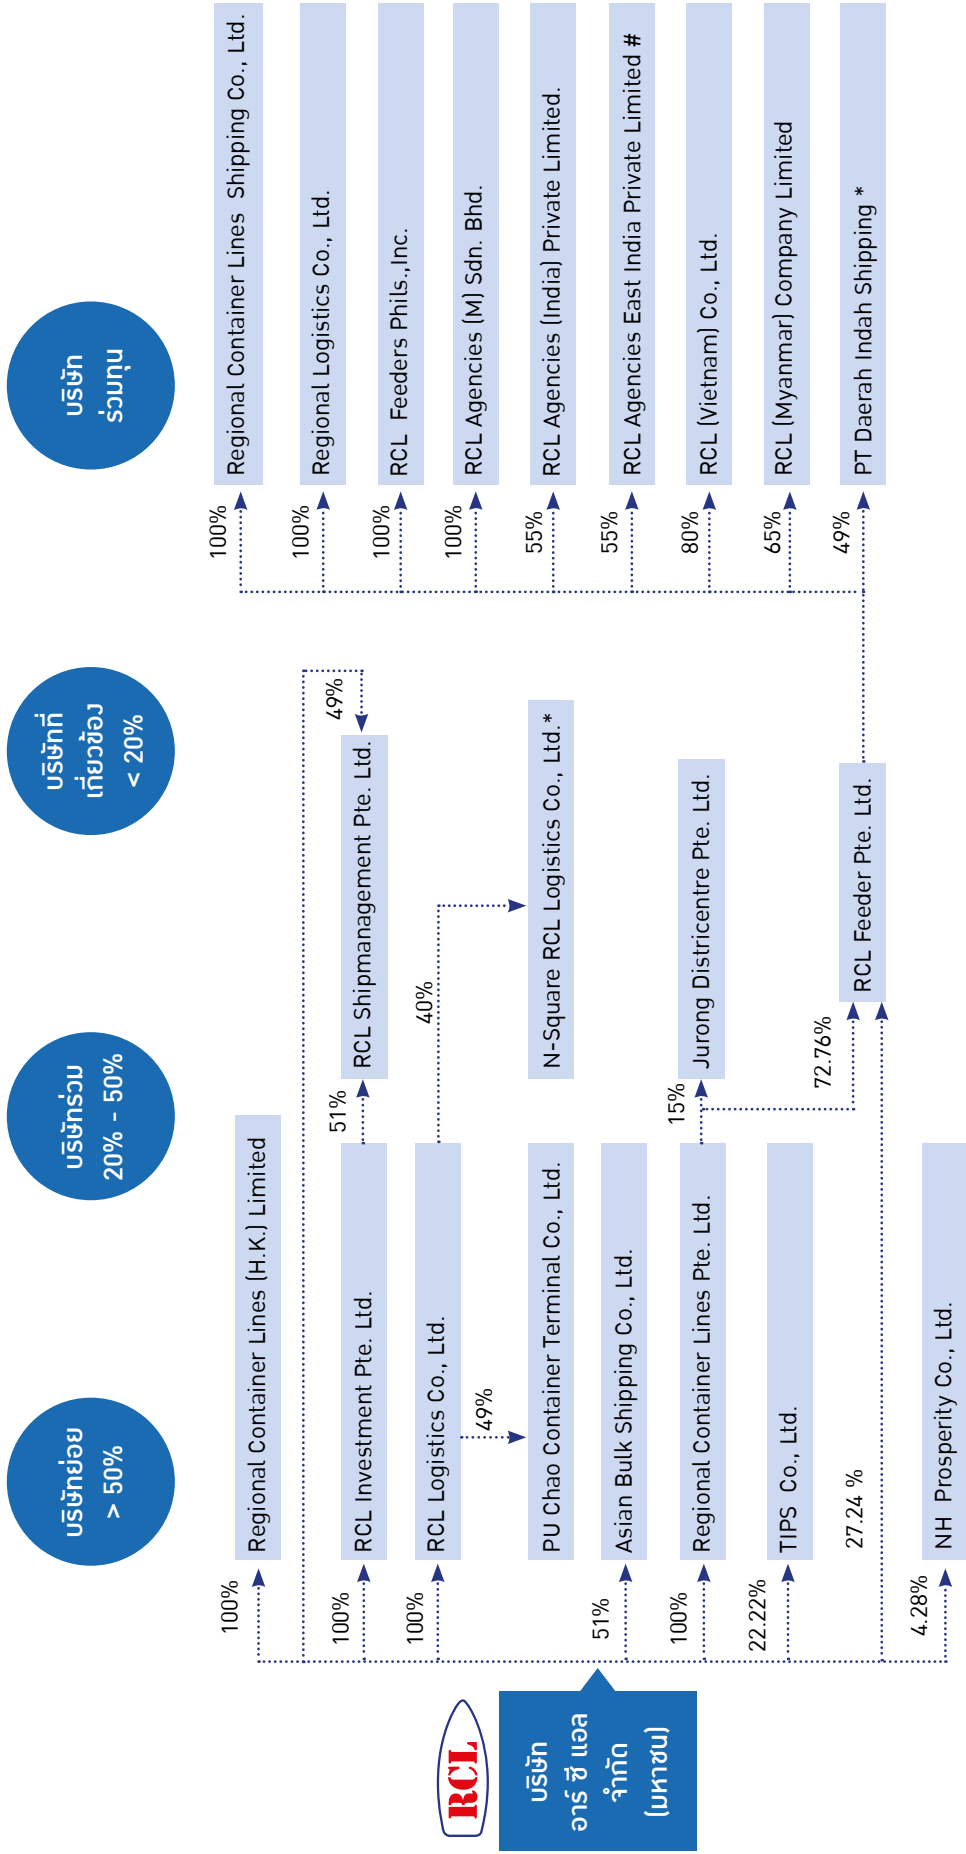 บริษัทย่อย
> 50%
บริษัทร่วม
20% - 50%
บริษัทที่
เกี่ยวข้อง
< 20%
บริษัท
ร่วมทุน
RCL
บริษัท
อาร์ ซี แอล
จำกัด
(มหาชน)
100%
Regional Container Lines (H.K.) Limited
100%
RCL Investment Pte. Ltd.
51%
RCL Shipmanagement Pte. Ltd.
49%
100%
RCL Logistics Co., Ltd.
40%
N-Square RCL Logistics Co., Ltd.*
49%
PU Chao Container Terminal Co., Ltd.
51%
Asian Bulk Shipping Co., Ltd.
100%
Regional Container Lines Pte. Ltd.
15%
Jurong Districentre Pte. Ltd.
72.76%
22.22%
TIPS Co., Ltd.
27.24 %
RCL Feeder Pte. Ltd.
4.28%
NH Prosperity Co., Ltd.
100%
Regional Container Lines Shipping Co., Ltd.
100%
Regional Logistics Co., Ltd.
100%
RCL Feeders Phils.,Inc.
100%
RCL Agencies (M) Sdn. Bhd.
55%
RCL Agencies (India) Private Limited.
55%
RCL Agencies East India Private Limited #
80%
RCL (Vietnam) Co., Ltd.
65%
RCL (Myanmar) Company Limited
49%
PT Daerah Indah Shipping *